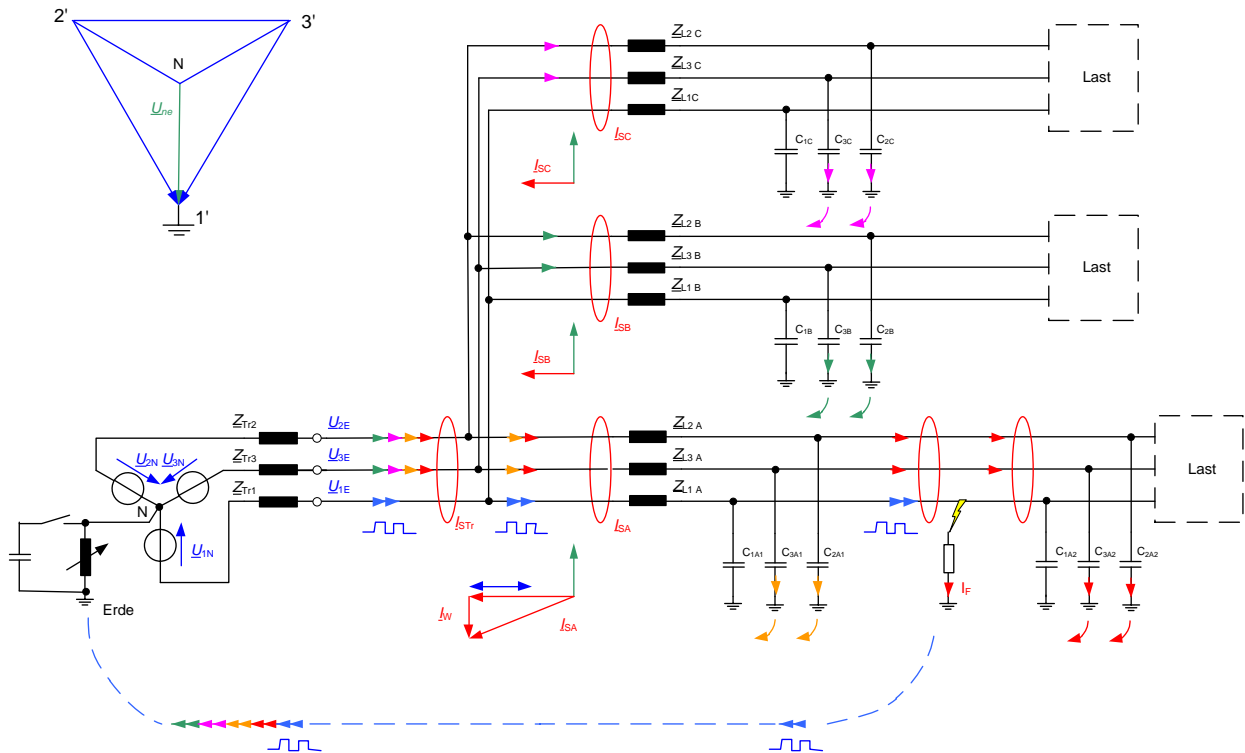 2'
3'
N
U_ne
1'
Z_L2 C
Z_L3 C
Z_L1C
I_SC
I_SC
C_1C
C_3C
C_2C
Last
Z_L2 B
Z_L3 B
Z_L1 B
I_SB
I_SB
C_1B
C_3B
C_2B
Last
Z_Tr2
U_2E
Z_Tr3
U_3E
Z_Tr1
U_1E
U_2N
U_3N
N
U_1N
Erde
I_STr
I_SA
Z_L2 A
Z_L3 A
Z_L1 A
C_1A1
C_3A1
C_2A1
I_F
C_1A2
C_3A2
C_2A2
Last
I_W
I_SA